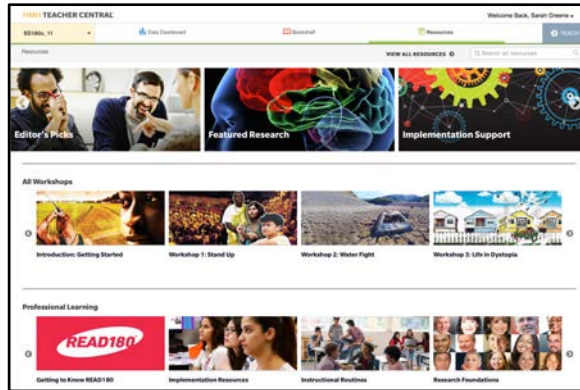 HMH TEACHER CENTRAL
Welcome Back, Sarah Greene
SS180u_11
Data Dashboard
Bookshelf
Resources
TEACH
Resources
VIEW ALL RESOURCES
Search all resources
Editor's Picks
Featured Research
Implementation Support
All Workshops
Introduction: Getting Started
Workshop 1: Stand Up
Workshop 2: Water Fight
Workshop 3: Life in Dystopia
Professional Learning
READ180
Getting to Know READ180
Implementation Resources
Instructional Routines
Research Foundations